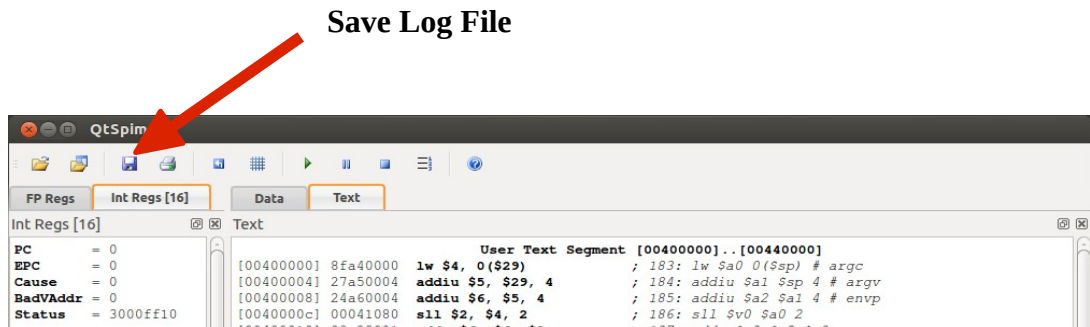 Save Log File
QtSpim
FP Regs Int Regs [16] Data Text
Int Regs [16] Text
PC = 0 User Text Segment [00400000]..[00440000]
EPC = 0 [00400000] 8fa40000 lw $4, 0($29) ; 183: lw $a0 0($sp) # argc
Cause = 0 [00400004] 27a50004 addiu $5, $29, 4 ; 184: addiu $a1 $sp 4 # argv
BadVAddr = 0 [00400008] 24a60004 addiu $6, $5, 4 ; 185: addiu $a2 $a1 4 # envp
Status = 3000ff10 [0040000c] 00041080 sll $2, $4, 2 ; 186: sll $v0 $a0 2